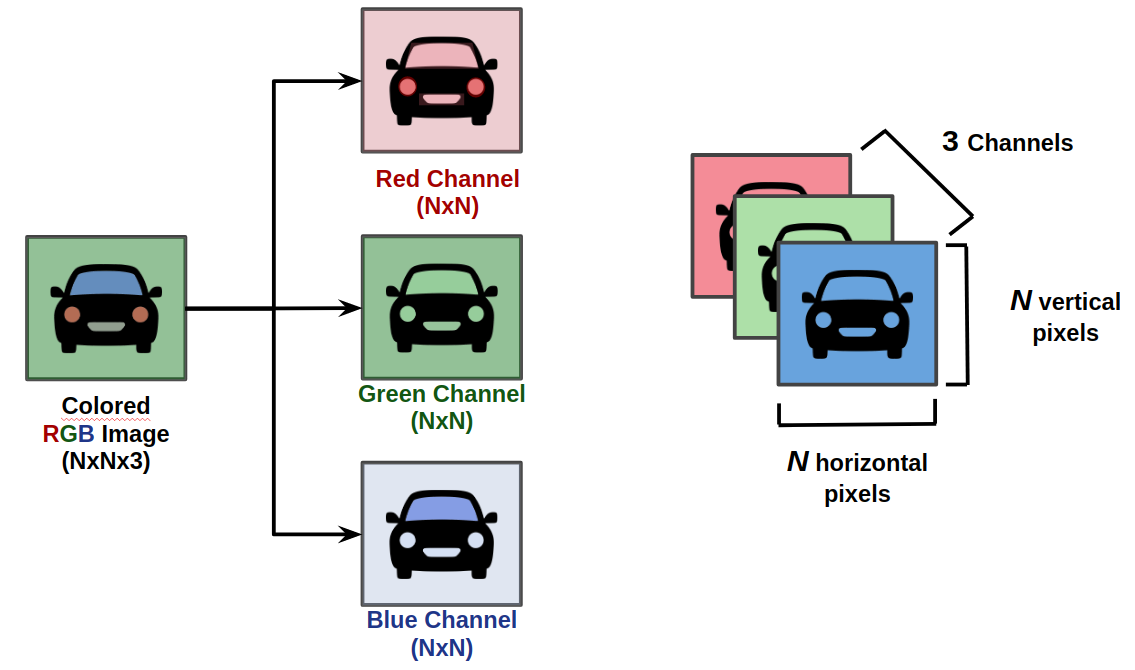 Red Channel
(NxN)
Colored
RGB Image
(NxNx3)
Green Channel
(NxN)
Blue Channel
(NxN)
3 Channels
N vertical
pixels
N horizontal
pixels